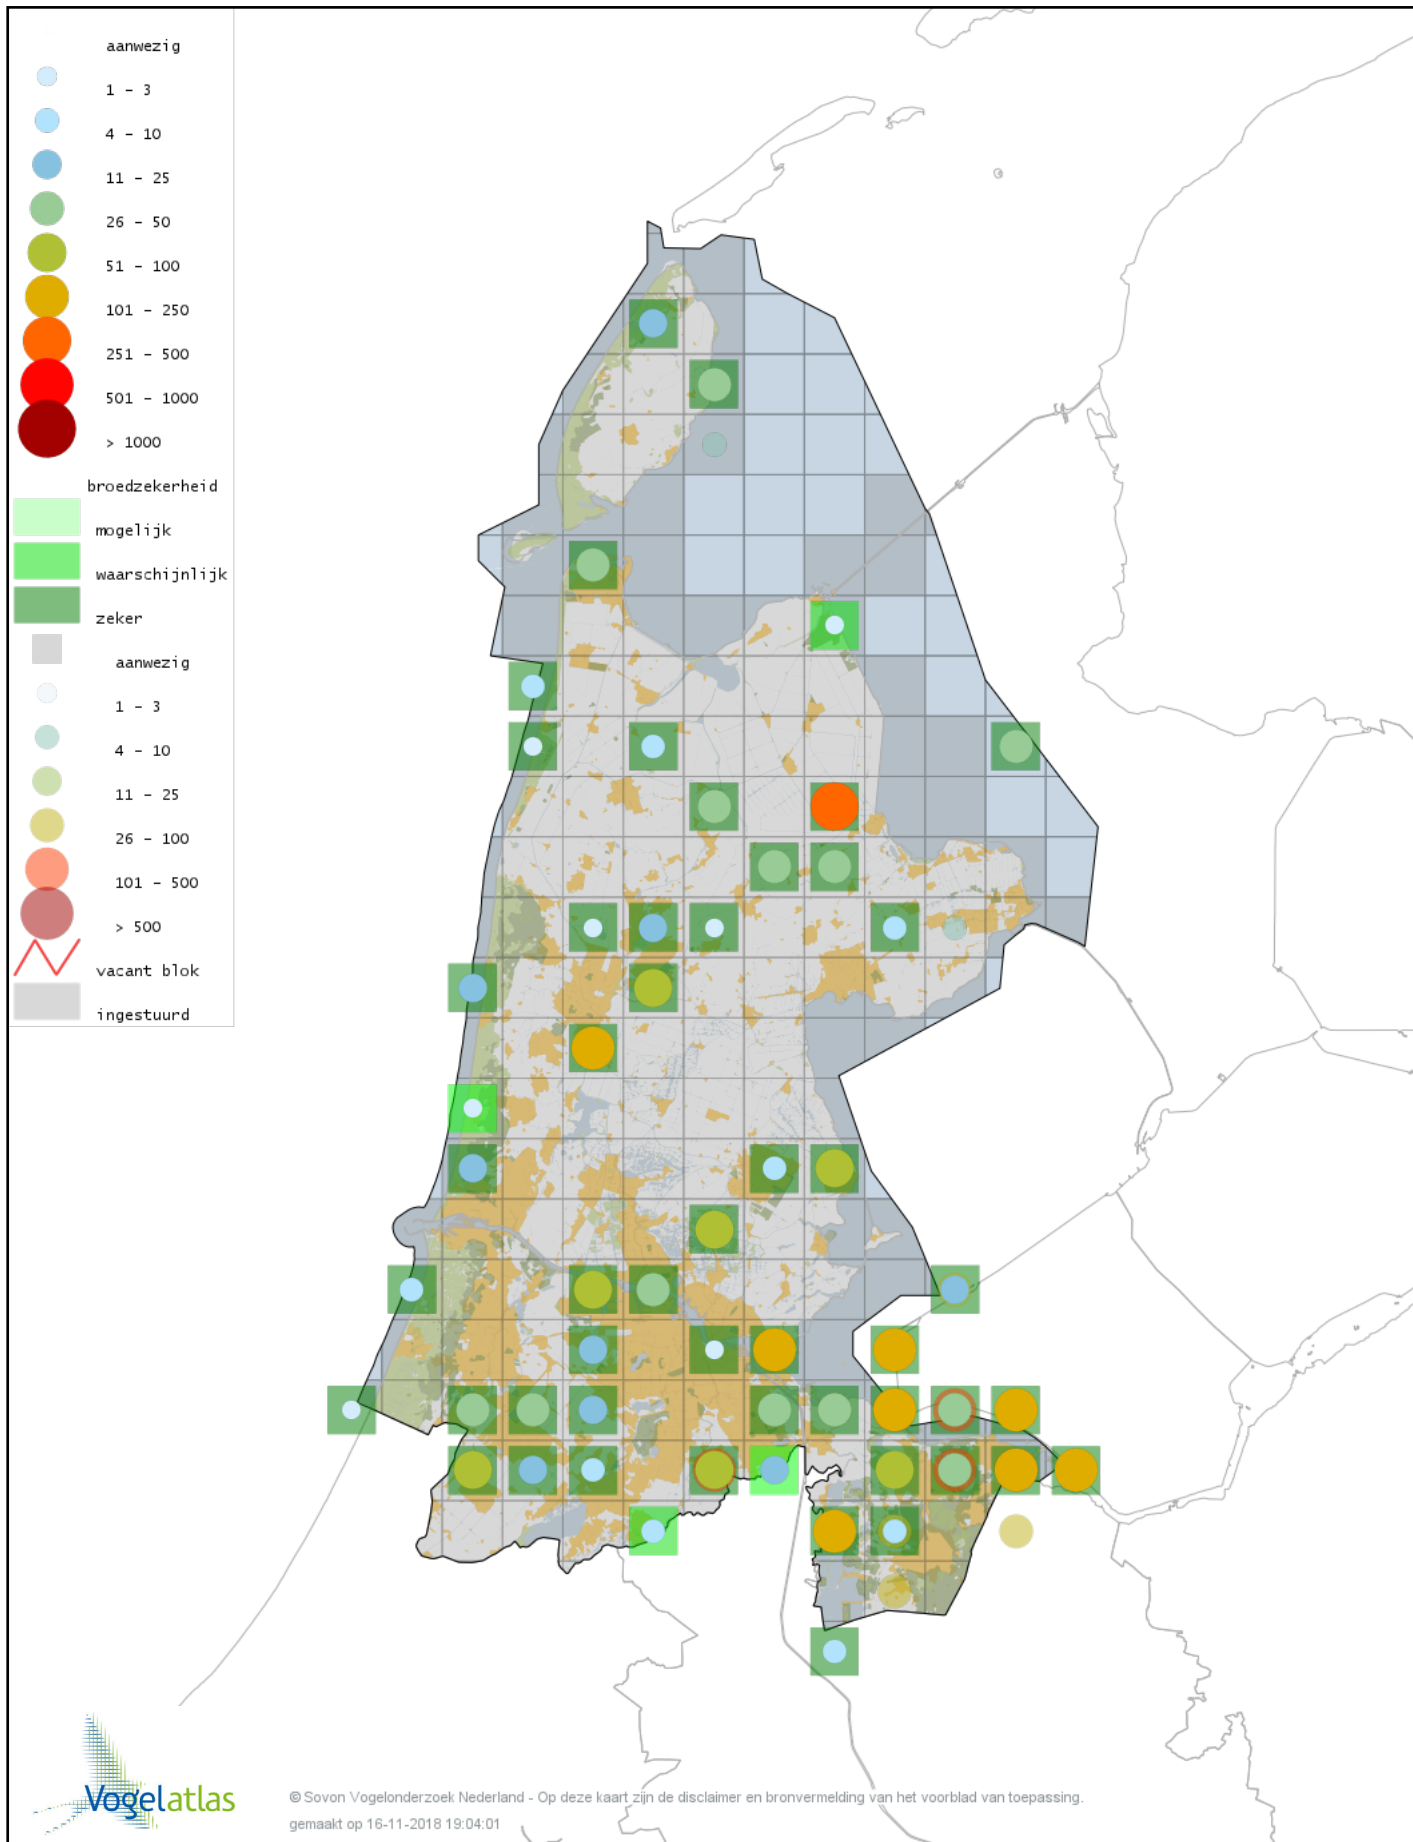 aanwezig
1 - 3
4 - 10
11 - 25
26 - 50
51 - 100
101 - 250
251 - 500
501 - 1000
> 1000
broedzekerheid
mogelijk
waarschijnlijk
zeker
aanwezig
1 - 3
4 - 10
11 - 25
26 - 100
101 - 500
> 500
vacant blok
ingestuurd
Vogelatlas
© Sovon Vogelonderzoek Nederland - Op deze kaart zijn de disclaimer en bronvermelding van het voorblad van toepassing.
gemaakt op 16-11-2018 19:04:01